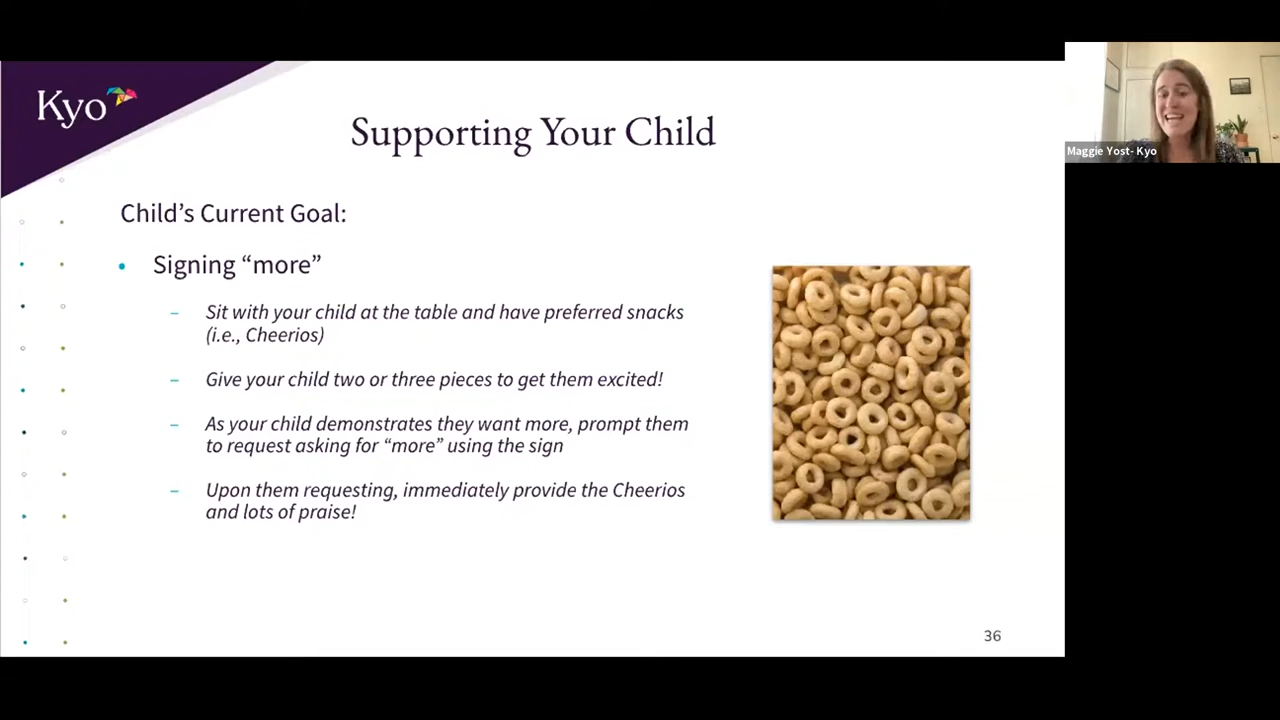 Kyo
Supporting Your Child
Maggie Yost- Kyo
Child’s Current Goal:
• Signing “more”
– Sit with your child at the table and have preferred snacks
(i.e., Cheerios)
– Give your child two or three pieces to get them excited!
– As your child demonstrates they want more, prompt them
to request asking for “more” using the sign
– Upon them requesting, immediately provide the Cheerios
and lots of praise!
36